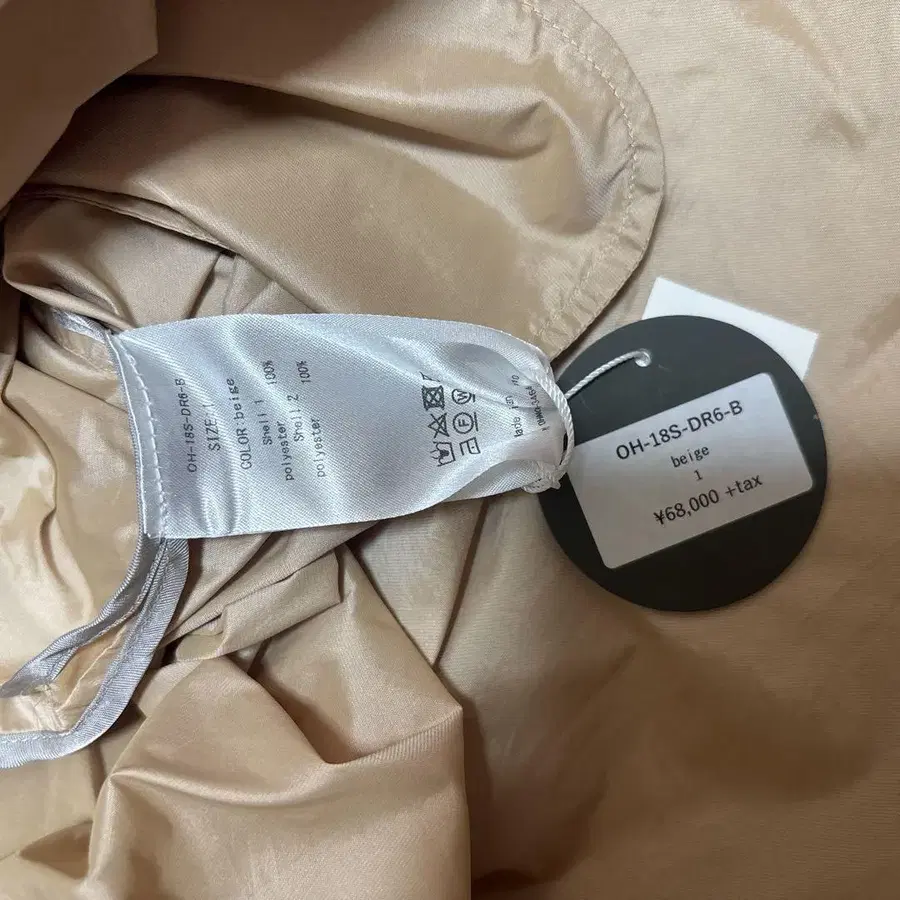 OH-18S-DR6-B
SIZE:1
COLOR:beige
Shell 1
polyester 100%
Shell 2
polyester 100%
F W
OH-18S-DR6-B
beige
1
¥68,000 +tax